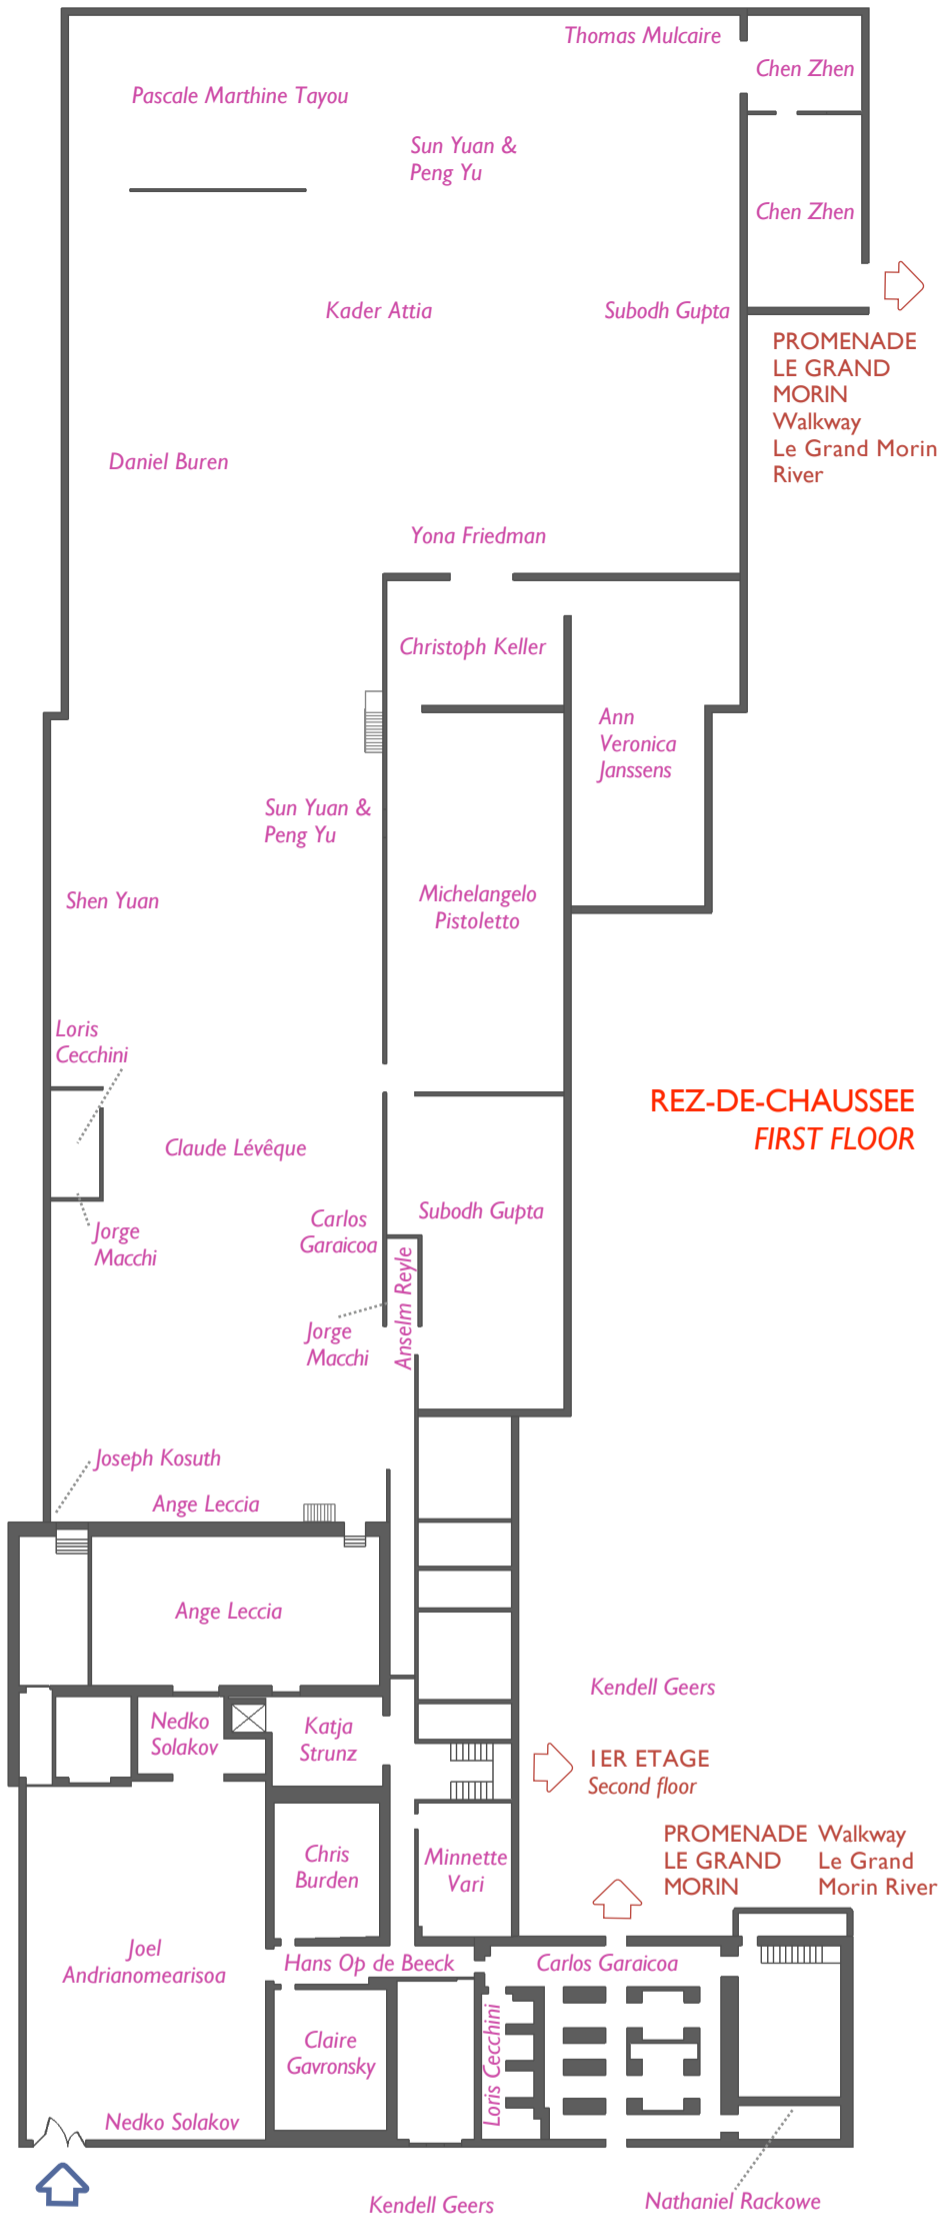 Thomas Mulcaire
Chen Zhen
Pascale Marthine Tayou
Sun Yuan &
Peng Yu
Chen Zhen
Kader Attia
Subodh Gupta
PROMENADE
LE GRAND
MORIN
Walkway
Le Grand Morin
River
Daniel Buren
Yona Friedman
Christoph Keller
Ann
Veronica
Janssens
Sun Yuan &
Peng Yu
Michelangelo
Pistoletto
Shen Yuan
Loris
Cecchini
REZ-DE-CHAUSSEE
FIRST FLOOR
Claude Lévêque
Carlos
Garaicoa
Subodh Gupta
Jorge
Macchi
Anselm Reyle
Jorge
Macchi
Joseph Kosuth
Ange Leccia
Ange Leccia
Kendell Geers
Nedko
Solakov
Katja
Strunz
1ER ETAGE
Second floor
PROMENADE
LE GRAND
MORIN
Walkway
Le Grand
Morin River
Chris
Burden
Minnette
Vari
Joel
Andrianomearisoa
Hans Op de Beeck
Carlos Garaicoa
Claire
Gavronsky
Loris Cecchini
Nedko Solakov
Kendell Geers
Nathaniel Rackowe